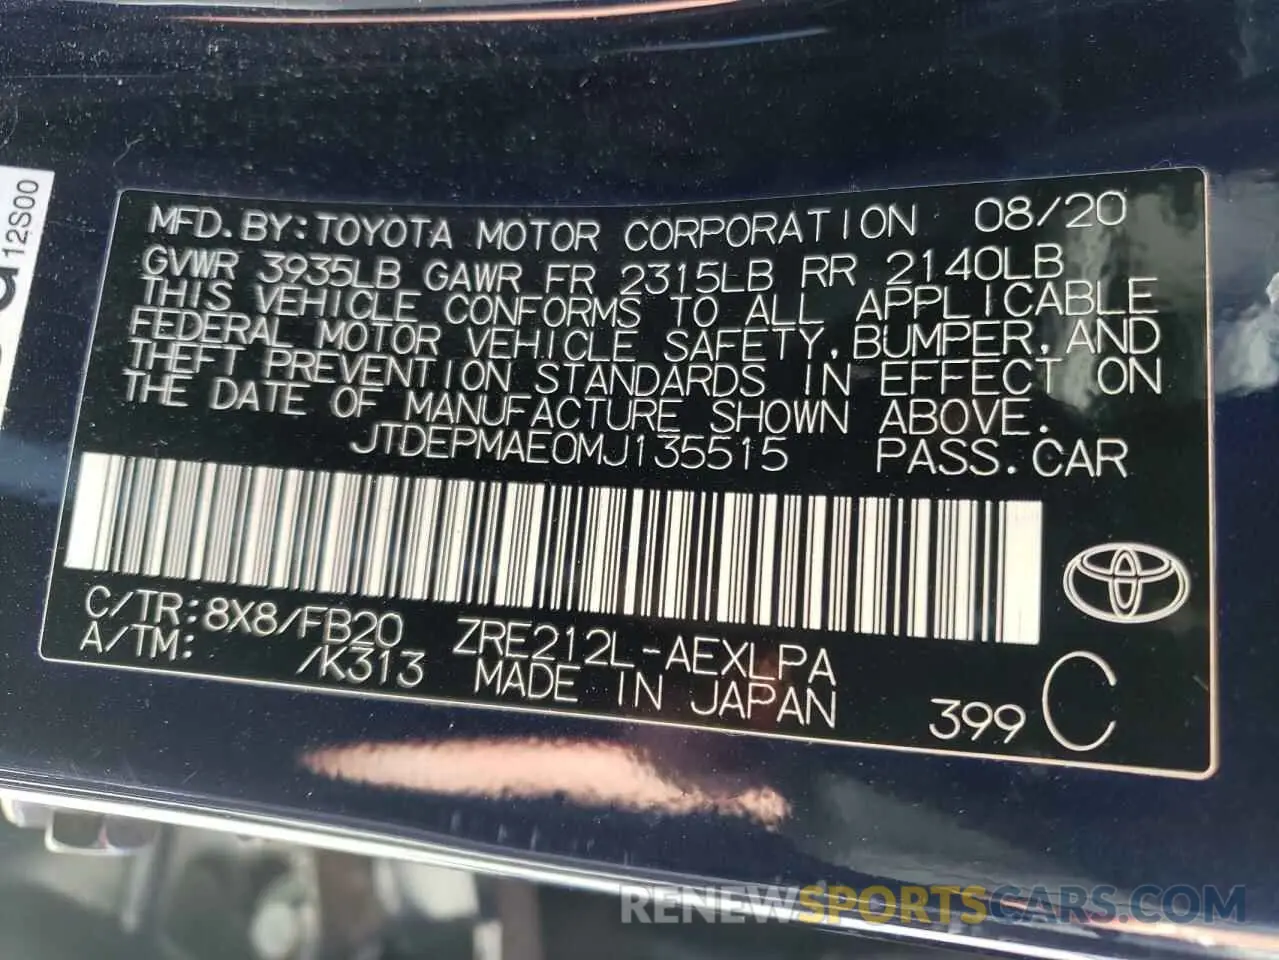 12S00
MFD.BY:TOYOTA MOTOR CORPORATION 08/20
GVWR 3935LB GAWR FR 2315LB RR 2140LB
THIS VEHICLE CONFORMS TO ALL APPLICABLE
FEDERAL MOTOR VEHICLE SAFETY,BUMPER,AND
THEFT PREVENTION STANDARDS IN EFFECT ON
THE DATE OF MANUFACTURE SHOWN ABOVE.
JTDEPMAE0MJ135515 PASS.CAR
C/TR:8X8/FB20 ZRE212L-AEXLPA
A/TM: /K313 MADE IN JAPAN 399 C
RENEWSPORTSCARS.COM